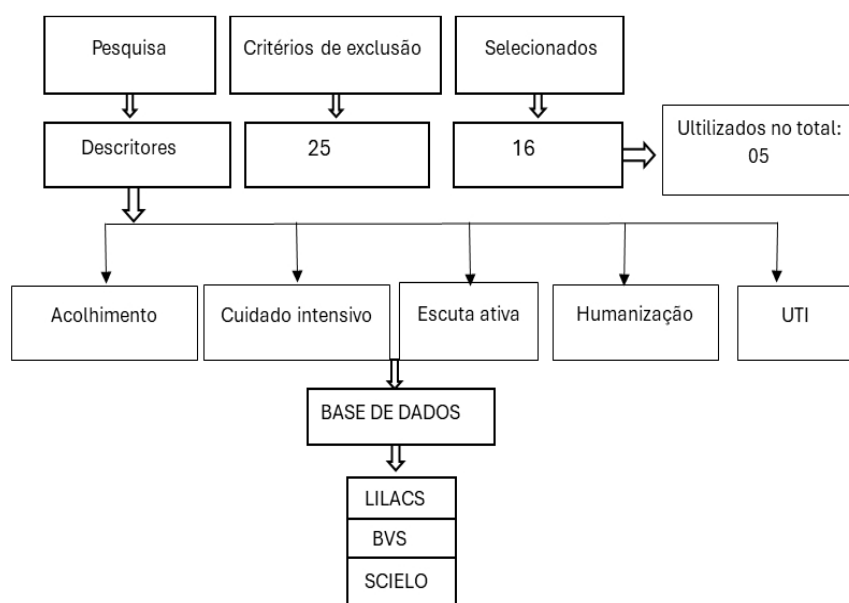 Pesquisa
Critérios de exclusão
Selecionados
Descritores
25
16
Ultilizados no total:
05
Acolhimento
Cuidado intensivo
Escuta ativa
Humanização
UTI
BASE DE DADOS
LILACS
BVS
SCIELO